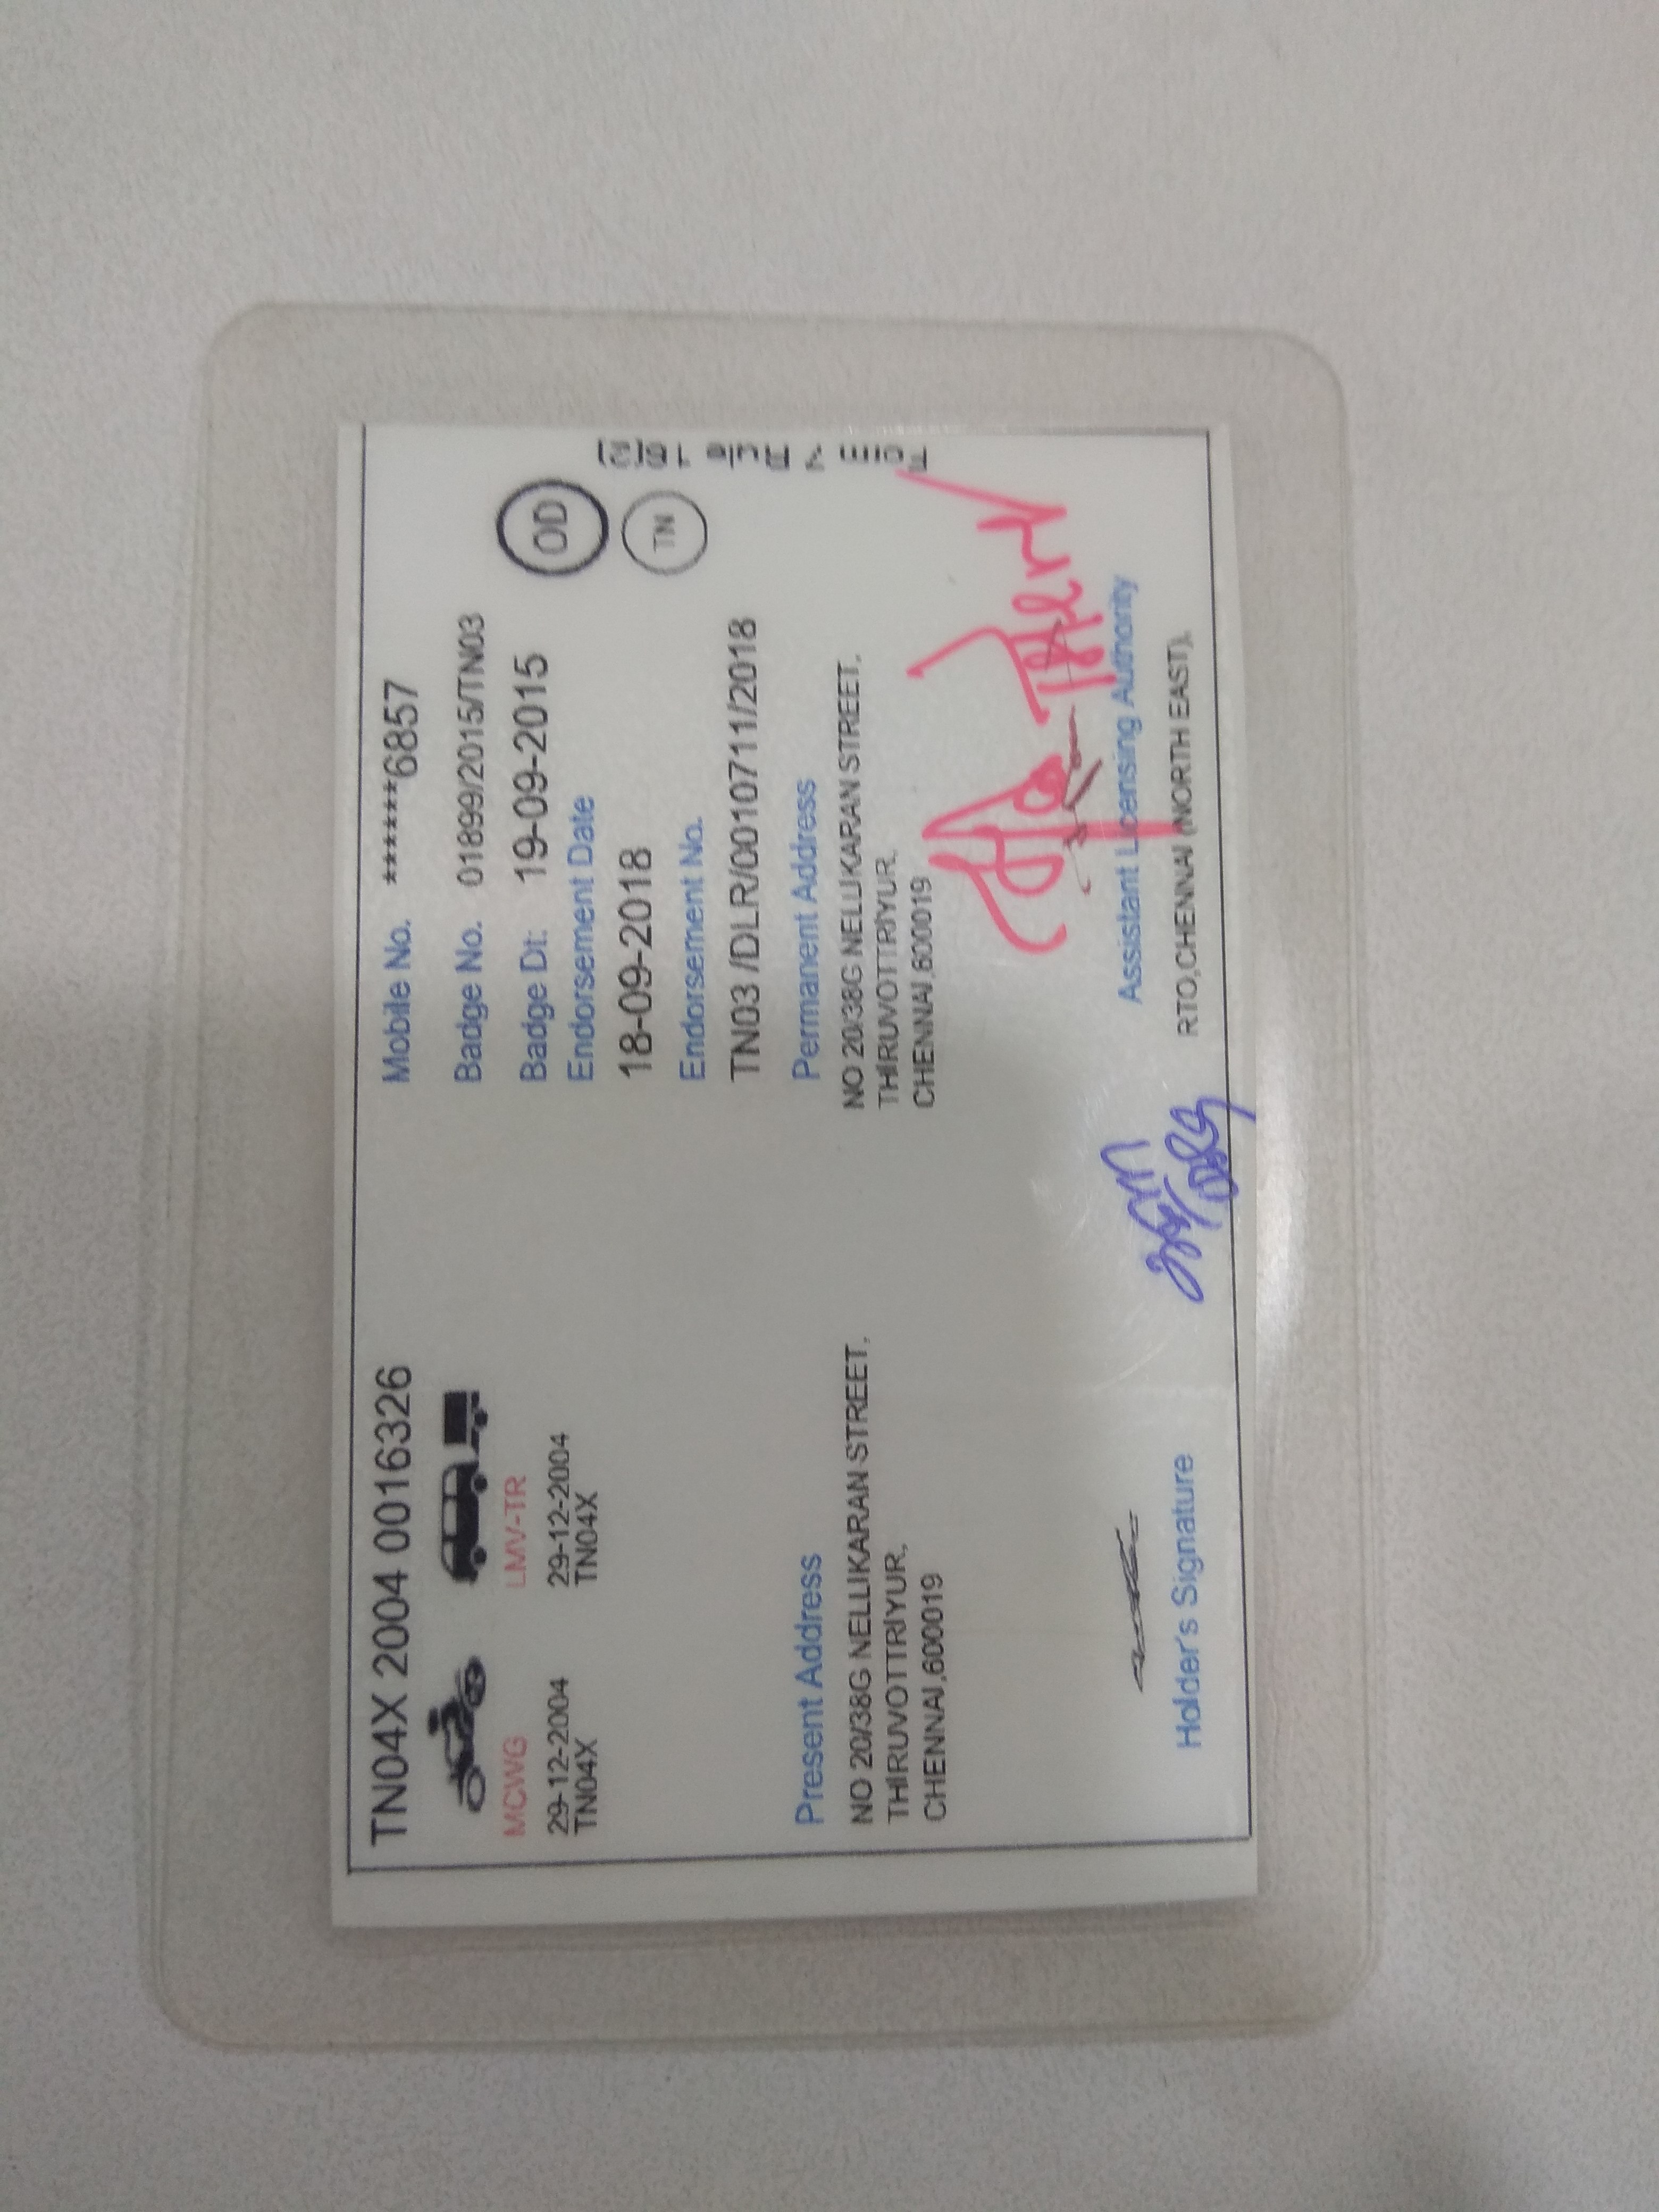 TN04X 2004 0016326
MCWG
29-12-2004
TN04X
LMV-TR
29-12-2004
TN04X
Present Address
NO 20/38G NELLIKARAN STREET,
THIRUVOTTRIYUR,
CHENNAI,600019
Holder's Signature
Mobile No. ******6857
Badge No. 01899/2015/TN03
Badge Dt: 19-09-2015
Endorsement Date
18-09-2018
Endorsement No.
TN03 /DLR/0010711/2018
Permanent Address
NO 20/38G NELLIKARAN STREET,
THIRUVOTTRIYUR,
CHENNAI,600019
Assistant Licensing Authority
RTO,CHENNAI (NORTH EAST),
OD
TN
Form 7 Rule 16(2)